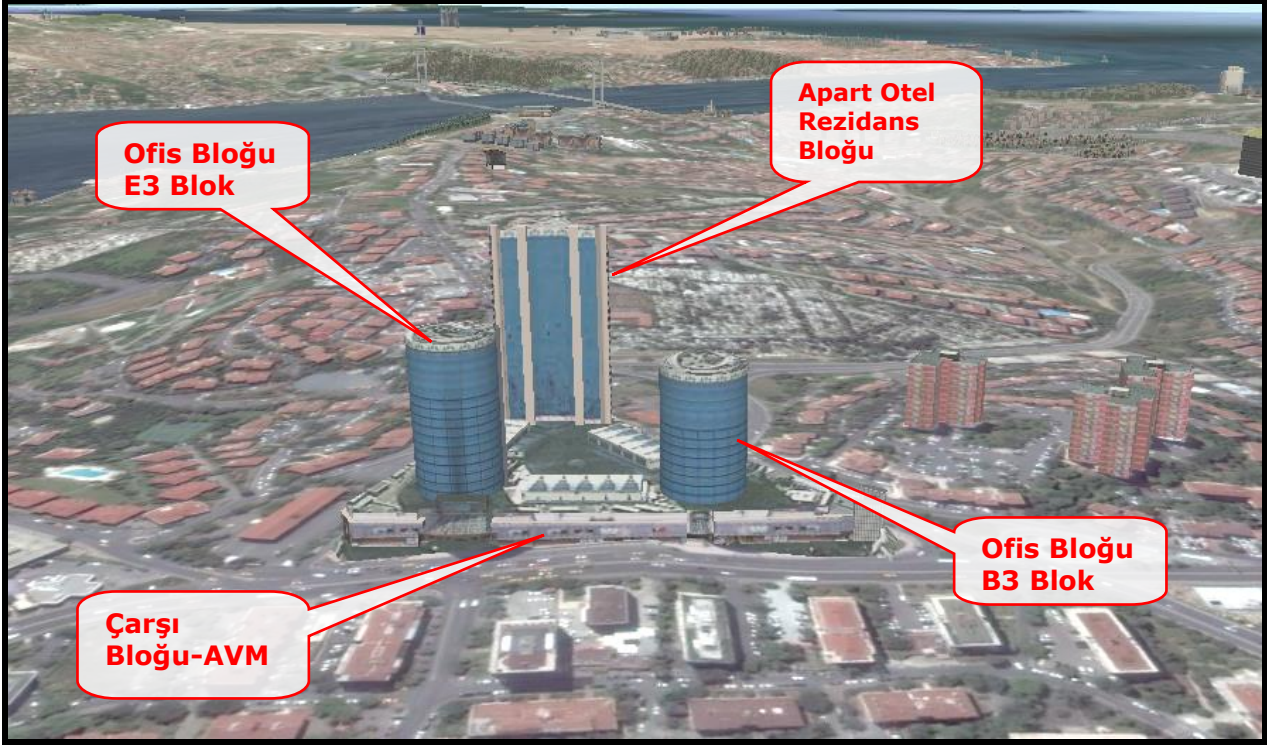 Apart Otel
Rezidans
Bloğu
Ofis Bloğu
E3 Blok
Ofis Bloğu
B3 Blok
Çarşı
Bloğu-AVM